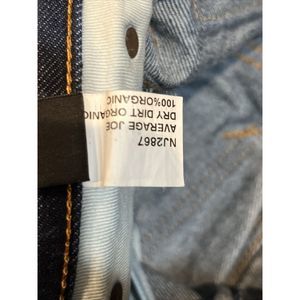 NJ2867
AVERAGE JOE
DRY DIRT ORGANIC
100%ORGANIC